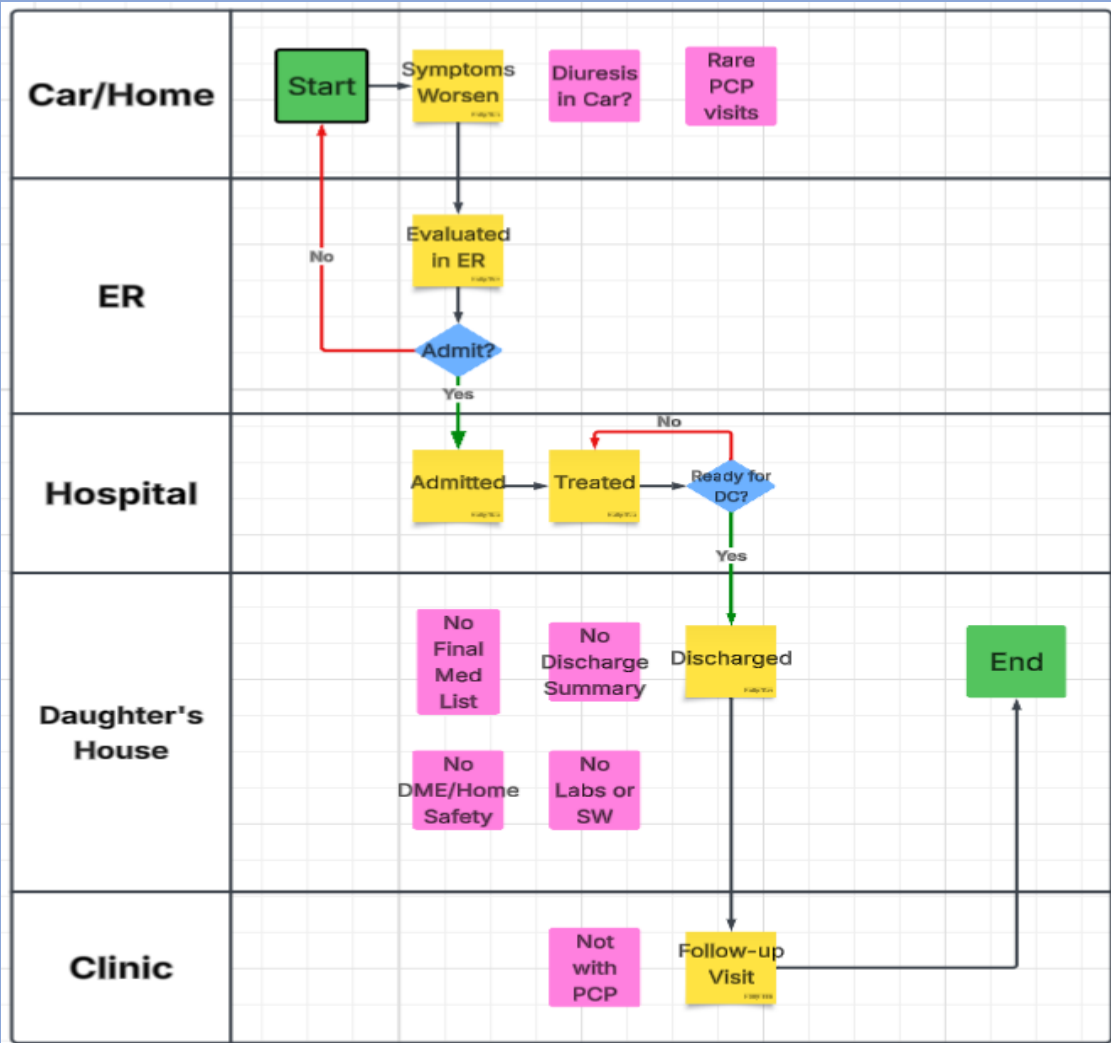 Car/Home
Start
Symptoms
Worsen
Diuresis
in Car?
Rare
PCP
visits
ER
No
Evaluated
in ER
Admit?
Yes
Hospital
No
Admitted
Treated
Ready for
DC?
Yes
Daughter's
House
No
Final
Med
List
No
Discharge
Summary
Discharged
End
No
DME/Home
Safety
No
Labs or
SW
Clinic
Not
with
PCP
Follow-up
Visit